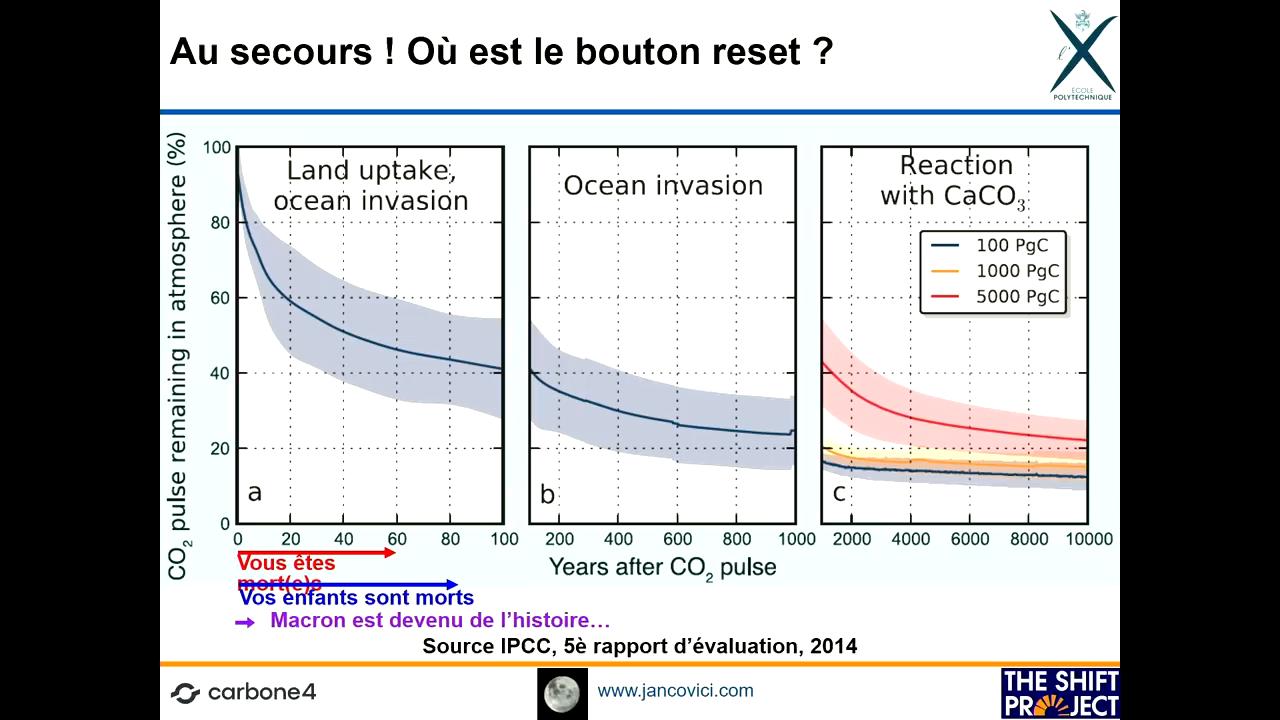 Au secours ! Où est le bouton reset ?
l'X
ÉCOLE
POLYTECHNIQUE
CO2 pulse remaining in atmosphere (%)
100
80
60
40
20
0
Land uptake,
ocean invasion
a
0 20 40 60 80 100
Ocean invasion
b
200 400 600 800 1000
Reaction
with CaCO3
100 PgC
1000 PgC
5000 PgC
c
2000 4000 6000 8000 10000
Years after CO2 pulse
Vous êtes
mort(e)s
Vos enfants sont morts
Macron est devenu de l’histoire…
Source IPCC, 5è rapport d’évaluation, 2014
carbone4
www.jancovici.com
THE SHIFT
PROJECT